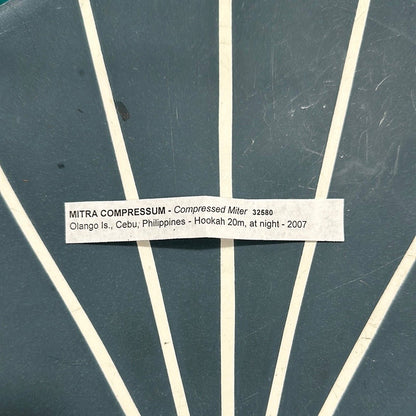 MITRA COMPRESSUM - Compressed Miter 32580
Olango Is., Cebu, Philippines - Hookah 20m, at night - 2007